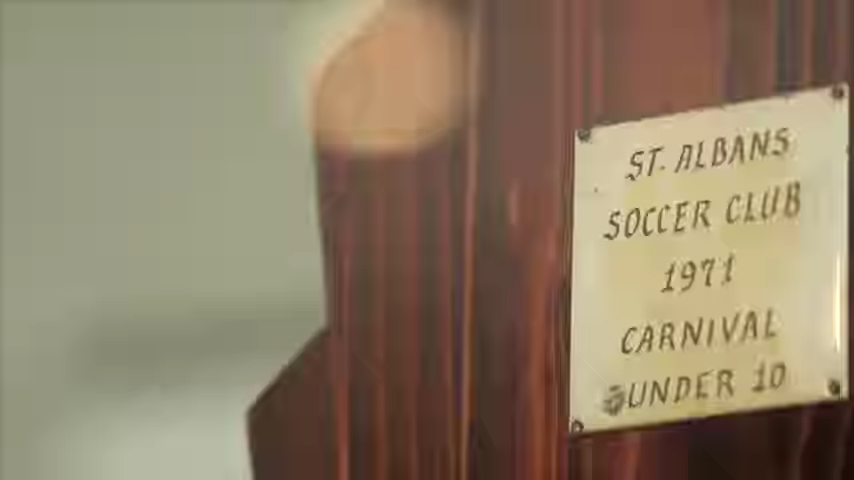 ST. ALBANS
SOCCER CLUB
1971
CARNIVAL
UNDER 10